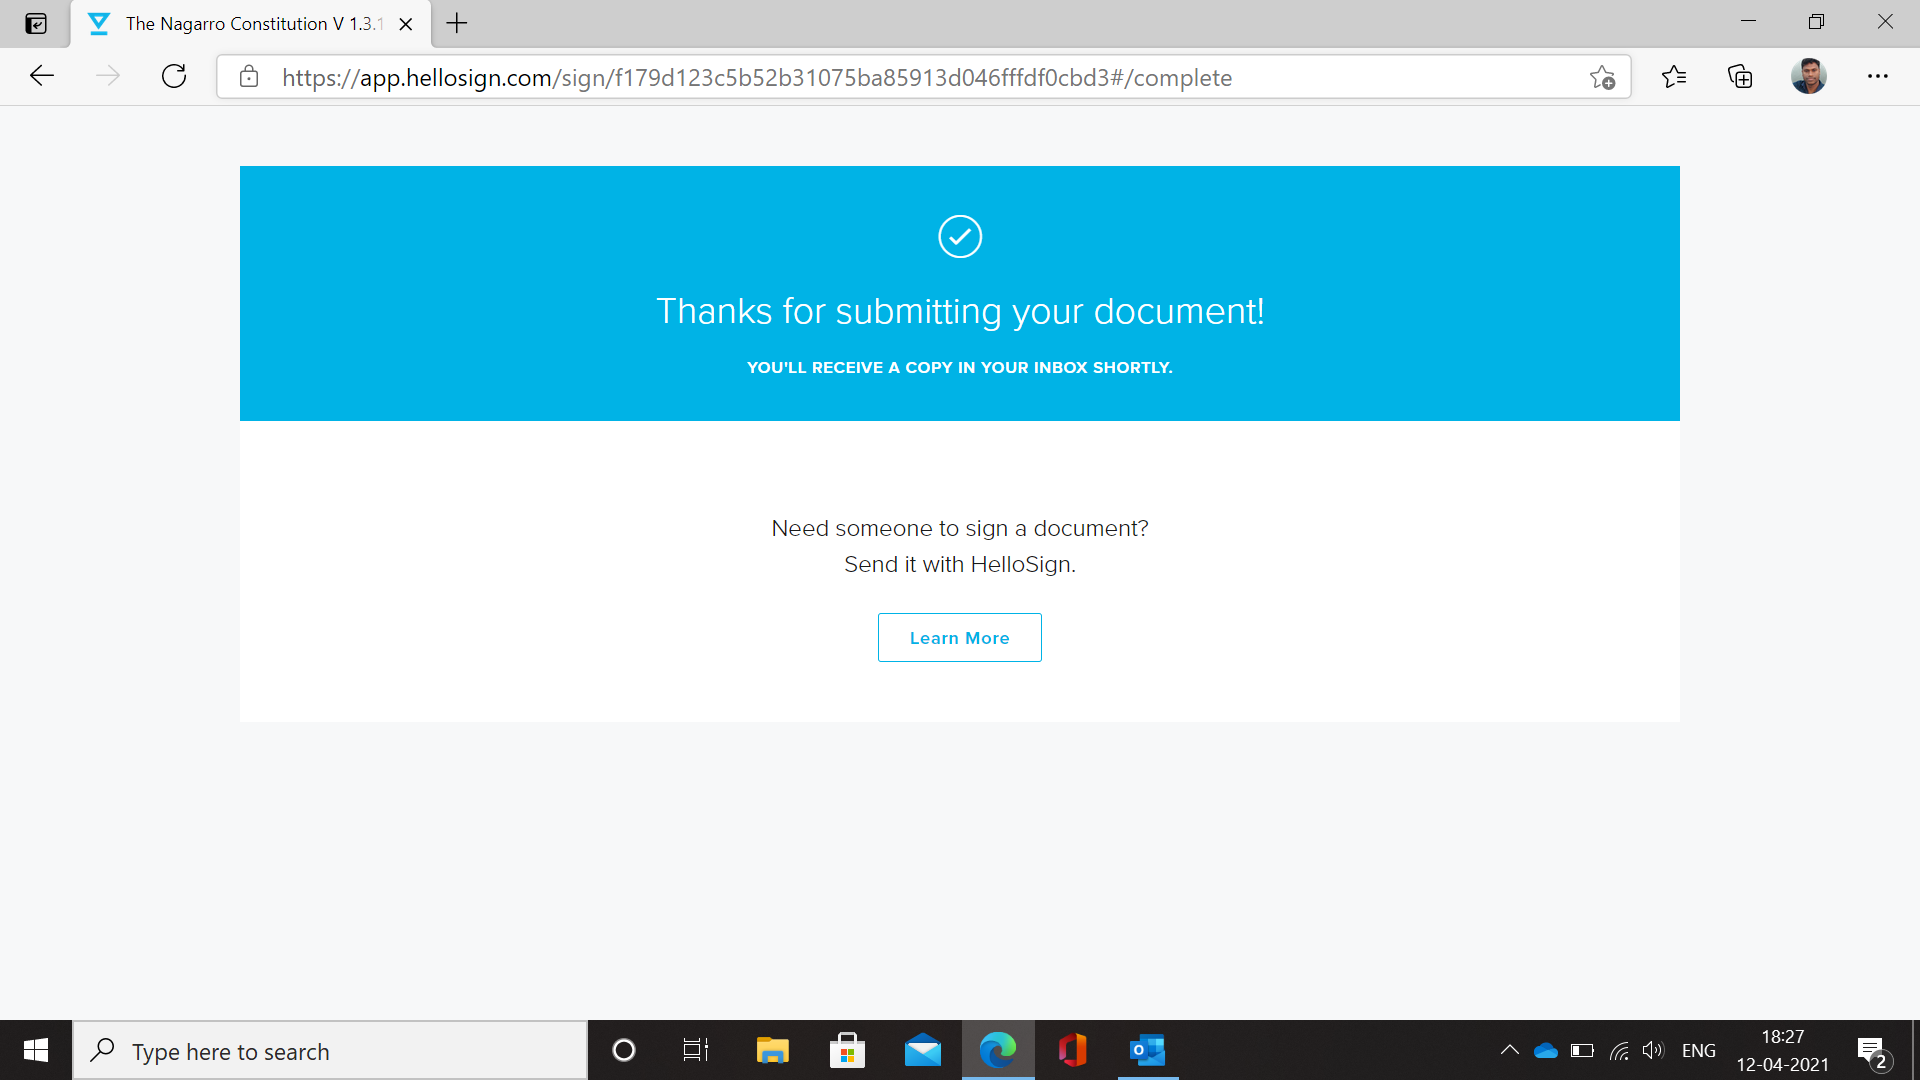 The Nagarro Constitution V 1.3.1
https://app.hellosign.com/sign/f179d123c5b52b31075ba85913d046fffdf0cbd3#/complete
Thanks for submitting your document!
YOU'LL RECEIVE A COPY IN YOUR INBOX SHORTLY.
Need someone to sign a document?
Send it with HelloSign.
Learn More
Type here to search
ENG
18:27
12-04-2021
2